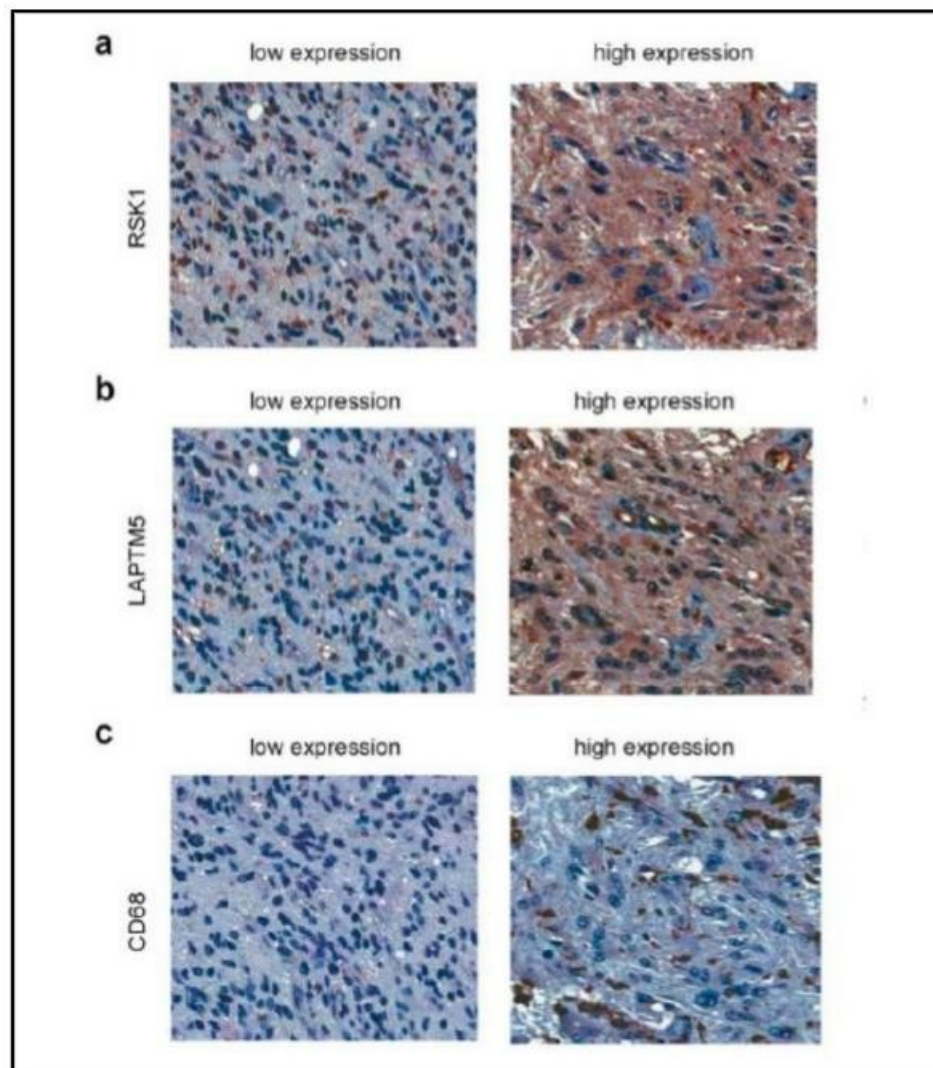 a
low expression high expression
RSK1
b
low expression high expression
LAPTM5
c
low expression high expression
CD68